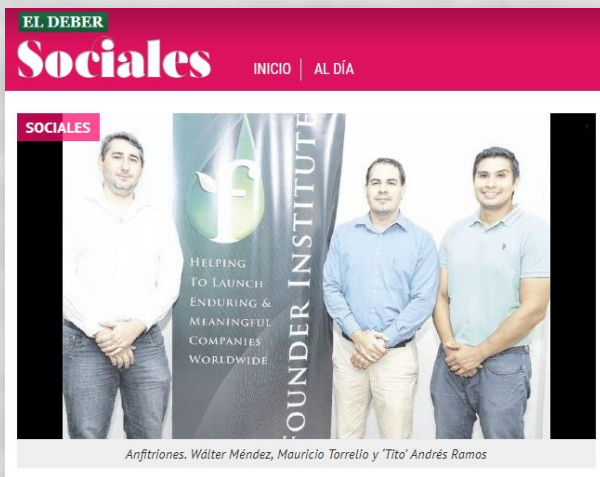 EL DEBER
Sociales
INICIO | AL DÍA
SOCIALES
f
HELPING
TO LAUNCH
ENDURING &
MEANINGFUL
COMPANIES
WORLDWIDE
FOUNDER INSTITUTE
Anfitriones. Wálter Méndez, Mauricio Torrelio y ‘Tito’ Andrés Ramos